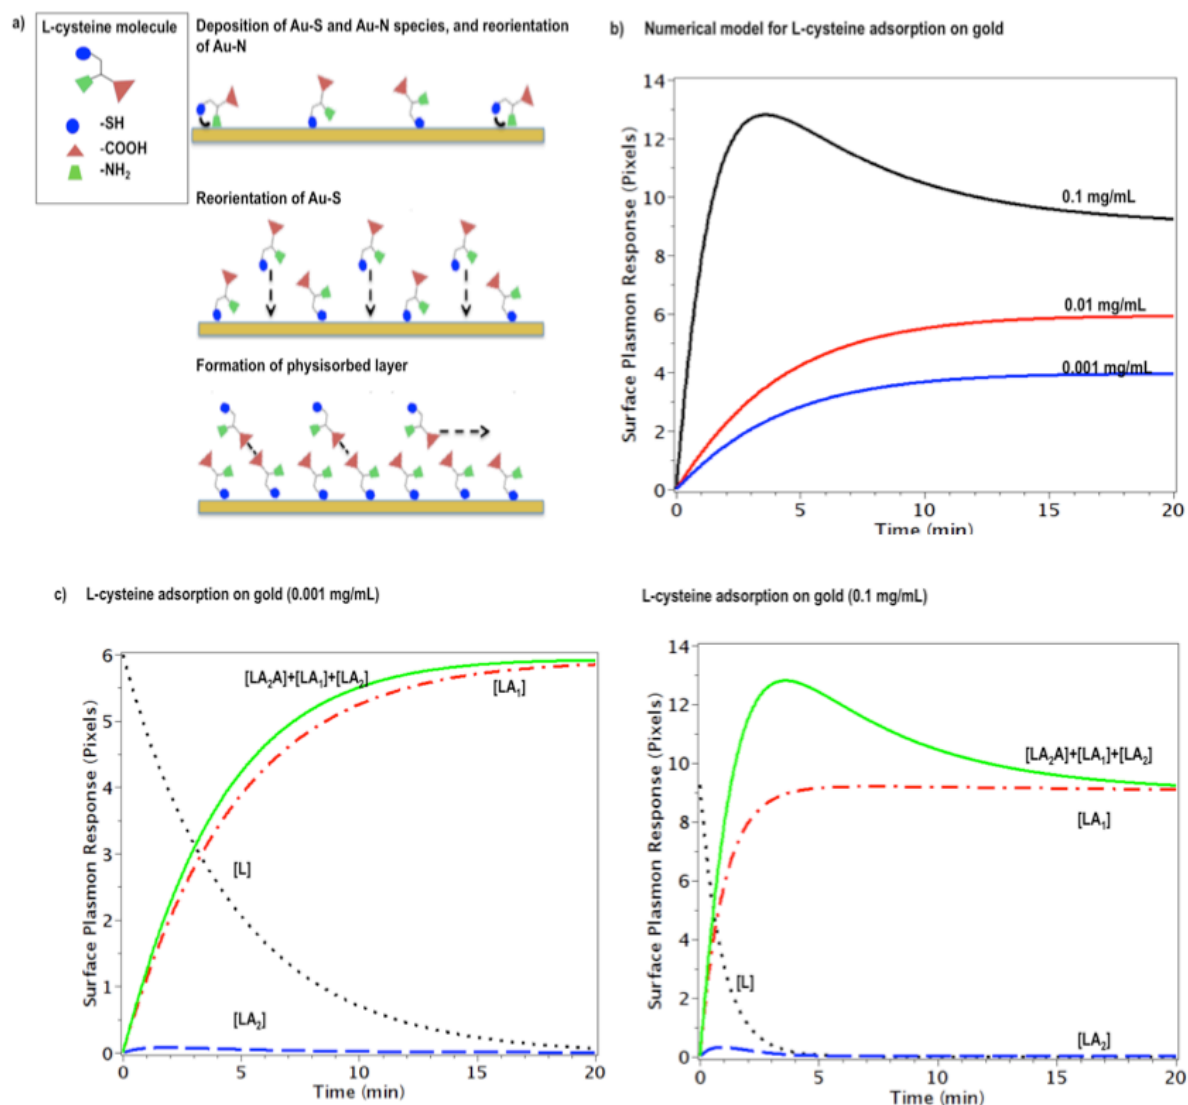 a)
L-cysteine molecule
-SH
-COOH
-NH₂
Deposition of Au-S and Au-N species, and reorientation
of Au-N
Reorientation of Au-S
Formation of physisorbed layer
b) Numerical model for L-cysteine adsorption on gold
Surface Plasmon Response (Pixels)
14
12
10
8
6
4
2
0
0.1 mg/mL
0.01 mg/mL
0.001 mg/mL
0 5 10 15 20
Time (min)
c) L-cysteine adsorption on gold (0.001 mg/mL)
Surface Plasmon Response (Pixels)
6
5
4
3
2
1
0
[LA₂A]+[LA₁]+[LA₂]
[LA₁]
[L]
[LA₂]
0 5 10 15 20
Time (min)
L-cysteine adsorption on gold (0.1 mg/mL)
Surface Plasmon Response (Pixels)
14
12
10
8
6
4
2
0
[LA₂A]+[LA₁]+[LA₂]
[LA₁]
[L]
[LA₂]
0 5 10 15 20
Time (min)